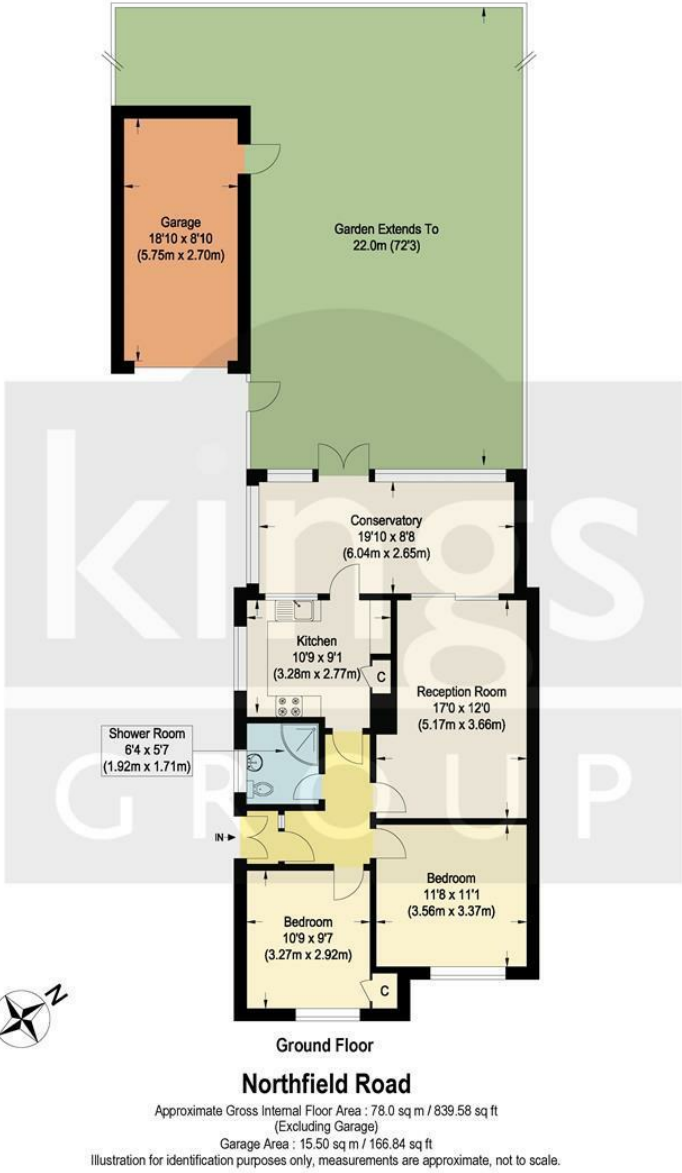 Garage
18'10 x 8'10
(5.75m x 2.70m)
Garden Extends To
22.0m (72'3)
kings
GROUP
Conservatory
19'10 x 8'8
(6.04m x 2.65m)
Kitchen
10'9 x 9'1
(3.28m x 2.77m)
C
Reception Room
17'0 x 12'0
(5.17m x 3.66m)
Shower Room
6'4 x 5'7
(1.92m x 1.71m)
IN
Bedroom
11'8 x 11'1
(3.56m x 3.37m)
Bedroom
10'9 x 9'7
(3.27m x 2.92m)
C
N
Ground Floor
Northfield Road
Approximate Gross Internal Floor Area : 78.0 sq m / 839.58 sq ft
(Excluding Garage)
Garage Area : 15.50 sq m / 166.84 sq ft
Illustration for identification purposes only, measurements are approximate, not to scale.